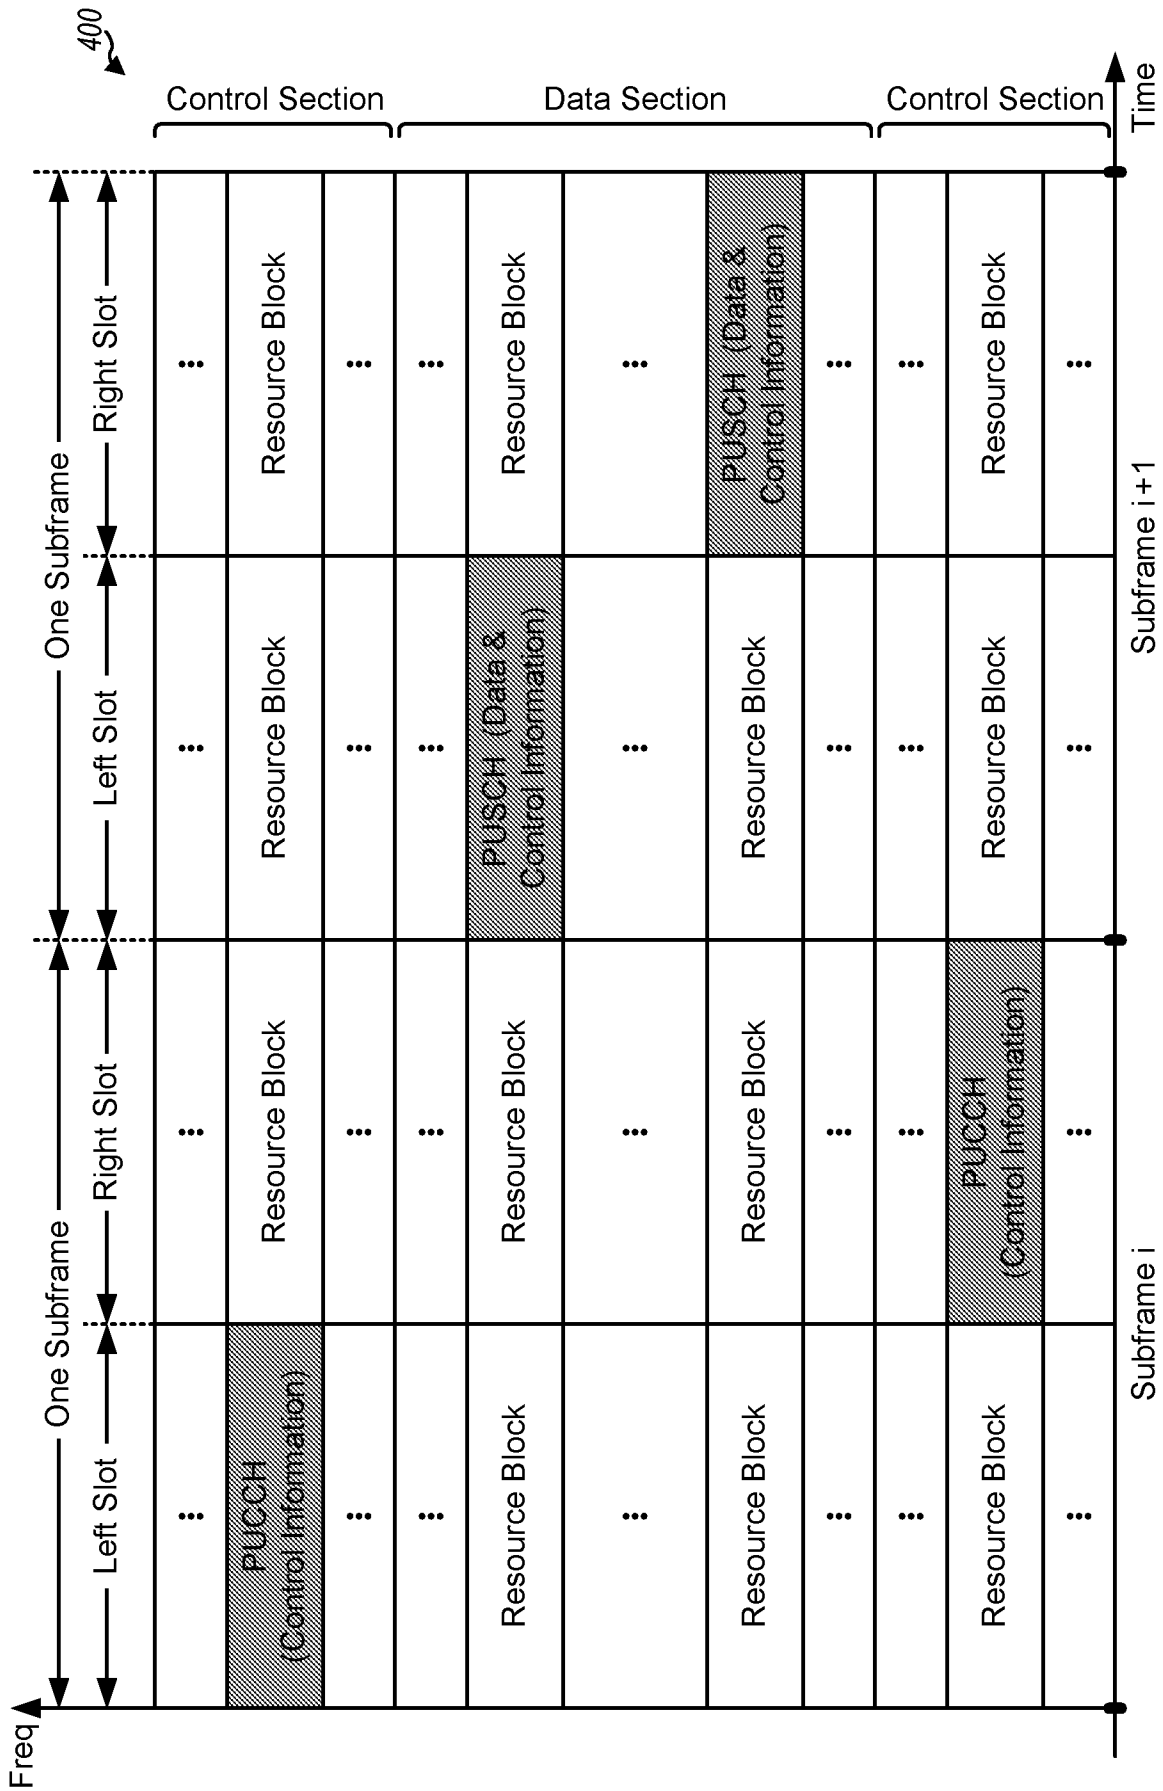 400
One Subframe
One Subframe
Left Slot
Right Slot
Left Slot
Right Slot
Freq
...
...
...
...
Control Section
PUCCH
(Control Information)
Resource Block
Resource Block
Resource Block
...
...
...
...
...
...
...
...
Data Section
Resource Block
Resource Block
PUSCH (Data &
Control Information)
Resource Block
...
...
...
...
Resource Block
Resource Block
Resource Block
PUSCH (Data &
Control Information)
...
...
...
...
...
...
...
...
Control Section
Resource Block
PUCCH
(Control Information)
Resource Block
Resource Block
...
...
...
...
Time
Subframe i
Subframe i+1